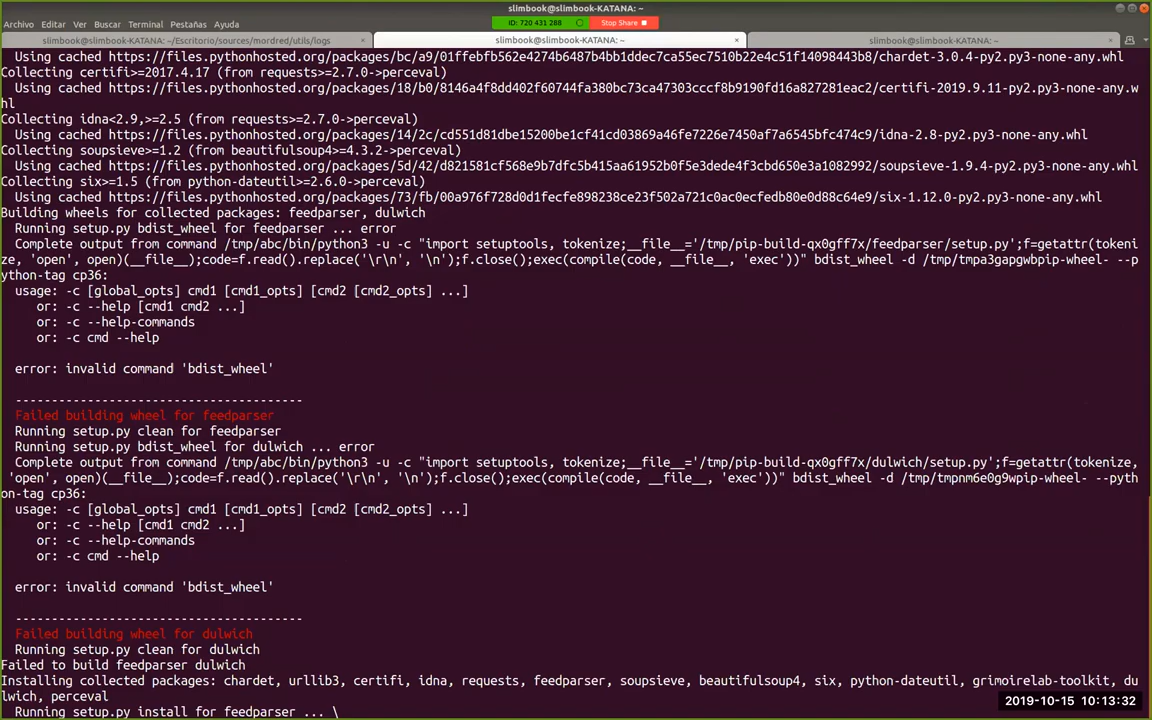 slimbook@slimbook-KATANA: ~
Archivo Editar Ver Buscar Terminal Pestañas Ayuda
ID: 720 431 288 Stop Share
slimbook@slimbook-KATANA: ~/Escritorio/sources/mordred/utils/logs × slimbook@slimbook-KATANA: ~ × slimbook@slimbook-KATANA: ~ ×
Using cached https://files.pythonhosted.org/packages/bc/a9/01ffebfb562e4274b6487b4bb1ddec7ca55ec7510b22e4c51f14098443b8/chardet-3.0.4-py2.py3-none-any.whl
Collecting certifi>=2017.4.17 (from requests>=2.7.0->perceval)
Using cached https://files.pythonhosted.org/packages/18/b0/8146a4f8dd402f60744fa380bc73ca47303cccf8b9190fd16a827281eac2/certifi-2019.9.11-py2.py3-none-any.w
hl
Collecting idna<2.9,>=2.5 (from requests>=2.7.0->perceval)
Using cached https://files.pythonhosted.org/packages/14/2c/cd551d81dbe15200be1cf41cd03869a46fe7226e7450af7a6545bfc474c9/idna-2.8-py2.py3-none-any.whl
Collecting soupsieve>=1.2 (from beautifulsoup4>=4.3.2->perceval)
Using cached https://files.pythonhosted.org/packages/5d/42/d821581cf568e9b7dfc5b415aa61952b0f5e3dede4f3cbd650e3a1082992/soupsieve-1.9.4-py2.py3-none-any.whl
Collecting six>=1.5 (from python-dateutil>=2.6.0->perceval)
Using cached https://files.pythonhosted.org/packages/73/fb/00a976f728d0d1fecfe898238ce23f502a721c0ac0ecfedb80e0d88c64e9/six-1.12.0-py2.py3-none-any.whl
Building wheels for collected packages: feedparser, dulwich
Running setup.py bdist_wheel for feedparser ... error
Complete output from command /tmp/abc/bin/python3 -u -c "import setuptools, tokenize;__file__='/tmp/pip-build-qx0gff7x/feedparser/setup.py';f=getattr(tokeni
ze, 'open', open)(__file__);code=f.read().replace('\r\n', '\n');f.close();exec(compile(code, __file__, 'exec'))" bdist_wheel -d /tmp/tmpa3gapgwbpip-wheel- --p
ython-tag cp36:
usage: -c [global_opts] cmd1 [cmd1_opts] [cmd2 [cmd2_opts] ...]
or: -c --help [cmd1 cmd2 ...]
or: -c --help-commands
or: -c cmd --help
error: invalid command 'bdist_wheel'
----------------------------------------
Failed building wheel for feedparser
Running setup.py clean for feedparser
Running setup.py bdist_wheel for dulwich ... error
Complete output from command /tmp/abc/bin/python3 -u -c "import setuptools, tokenize;__file__='/tmp/pip-build-qx0gff7x/dulwich/setup.py';f=getattr(tokenize,
'open', open)(__file__);code=f.read().replace('\r\n', '\n');f.close();exec(compile(code, __file__, 'exec'))" bdist_wheel -d /tmp/tmpnm6e0g9wpip-wheel- --pyth
on-tag cp36:
usage: -c [global_opts] cmd1 [cmd1_opts] [cmd2 [cmd2_opts] ...]
or: -c --help [cmd1 cmd2 ...]
or: -c --help-commands
or: -c cmd --help
error: invalid command 'bdist_wheel'
----------------------------------------
Failed building wheel for dulwich
Running setup.py clean for dulwich
Failed to build feedparser dulwich
Installing collected packages: chardet, urllib3, certifi, idna, requests, feedparser, soupsieve, beautifulsoup4, six, python-dateutil, grimoirelab-toolkit, du
lwich, perceval
Running setup.py install for feedparser ... \
2019-10-15 10:13:32